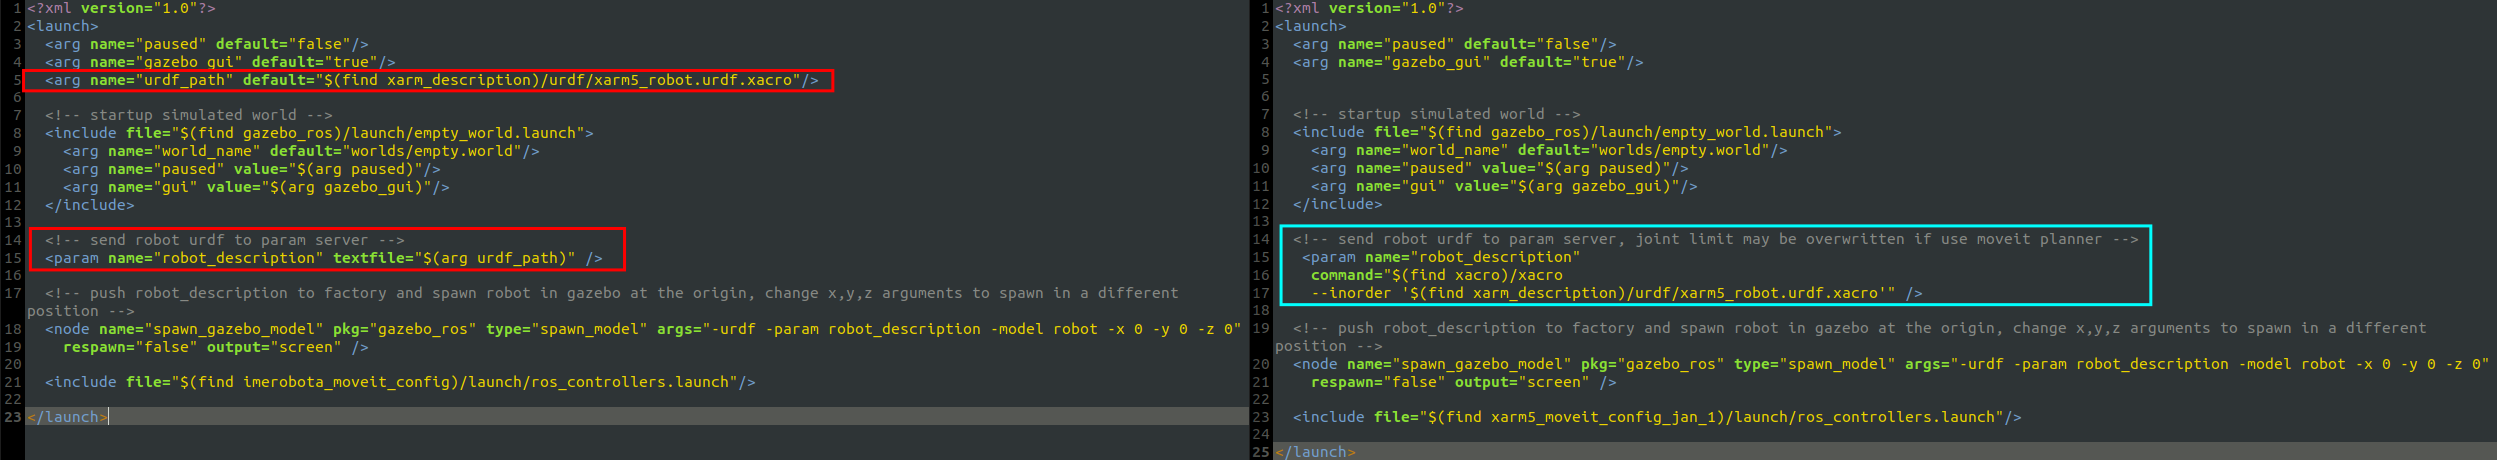 1 <?xml version="1.0"?>
2 <launch>
3   <arg name="paused" default="false"/>
4   <arg name="gazebo_gui" default="true"/>
5   <arg name="urdf_path" default="$(find xarm_description)/urdf/xarm5_robot.urdf.xacro"/>
6
7   <!-- startup simulated world -->
8   <include file="$(find gazebo_ros)/launch/empty_world.launch">
9     <arg name="world_name" default="worlds/empty.world"/>
10     <arg name="paused" value="$(arg paused)"/>
11     <arg name="gui" value="$(arg gazebo_gui)"/>
12   </include>
13
14   <!-- send robot urdf to param server -->
15   <param name="robot_description" textfile="$(arg urdf_path)" />
16
17   <!-- push robot_description to factory and spawn robot in gazebo at the origin, change x,y,z arguments to spawn in a different
position -->
18   <node name="spawn_gazebo_model" pkg="gazebo_ros" type="spawn_model" args="-urdf -param robot_description -model robot -x 0 -y 0 -z 0"
19     respawn="false" output="screen" />
20
21   <include file="$(find imerobota_moveit_config)/launch/ros_controllers.launch"/>
22
23 </launch>
1 <?xml version="1.0"?>
2 <launch>
3   <arg name="paused" default="false"/>
4   <arg name="gazebo_gui" default="true"/>
5
6
7   <!-- startup simulated world -->
8   <include file="$(find gazebo_ros)/launch/empty_world.launch">
9     <arg name="world_name" default="worlds/empty.world"/>
10     <arg name="paused" value="$(arg paused)"/>
11     <arg name="gui" value="$(arg gazebo_gui)"/>
12   </include>
13
14   <!-- send robot urdf to param server, joint limit may be overwritten if use moveit planner -->
15    <param name="robot_description"
16     command="$(find xacro)/xacro
17     --inorder '$(find xarm_description)/urdf/xarm5_robot.urdf.xacro'" />
18
19   <!-- push robot_description to factory and spawn robot in gazebo at the origin, change x,y,z arguments to spawn in a different
position -->
20   <node name="spawn_gazebo_model" pkg="gazebo_ros" type="spawn_model" args="-urdf -param robot_description -model robot -x 0 -y 0 -z 0"
21     respawn="false" output="screen" />
22
23   <include file="$(find xarm5_moveit_config_jan_1)/launch/ros_controllers.launch"/>
24
25 </launch>